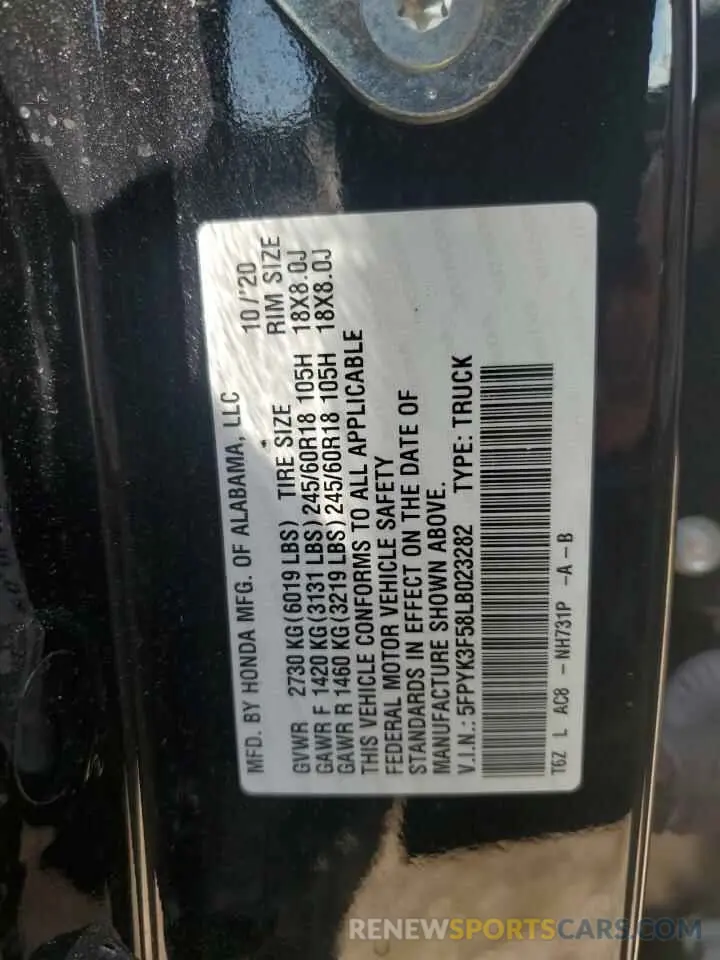 MFD. BY HONDA MFG. OF ALABAMA, LLC 10/'20
GVWR 2730 KG(6019 LBS) TIRE SIZE RIM SIZE
GAWR F 1420 KG(3131 LBS)245/60R18 105H 18X8.0J
GAWR R 1460 KG(3219 LBS)245/60R18 105H 18X8.0J
THIS VEHICLE CONFORMS TO ALL APPLICABLE
FEDERAL MOTOR VEHICLE SAFETY
STANDARDS IN EFFECT ON THE DATE OF
MANUFACTURE SHOWN ABOVE.
V.I.N.: 5FPYK3F58LB023282 TYPE: TRUCK
T6Z L AC8 - NH731P -A-B
RENEWSPORTSCARS.COM